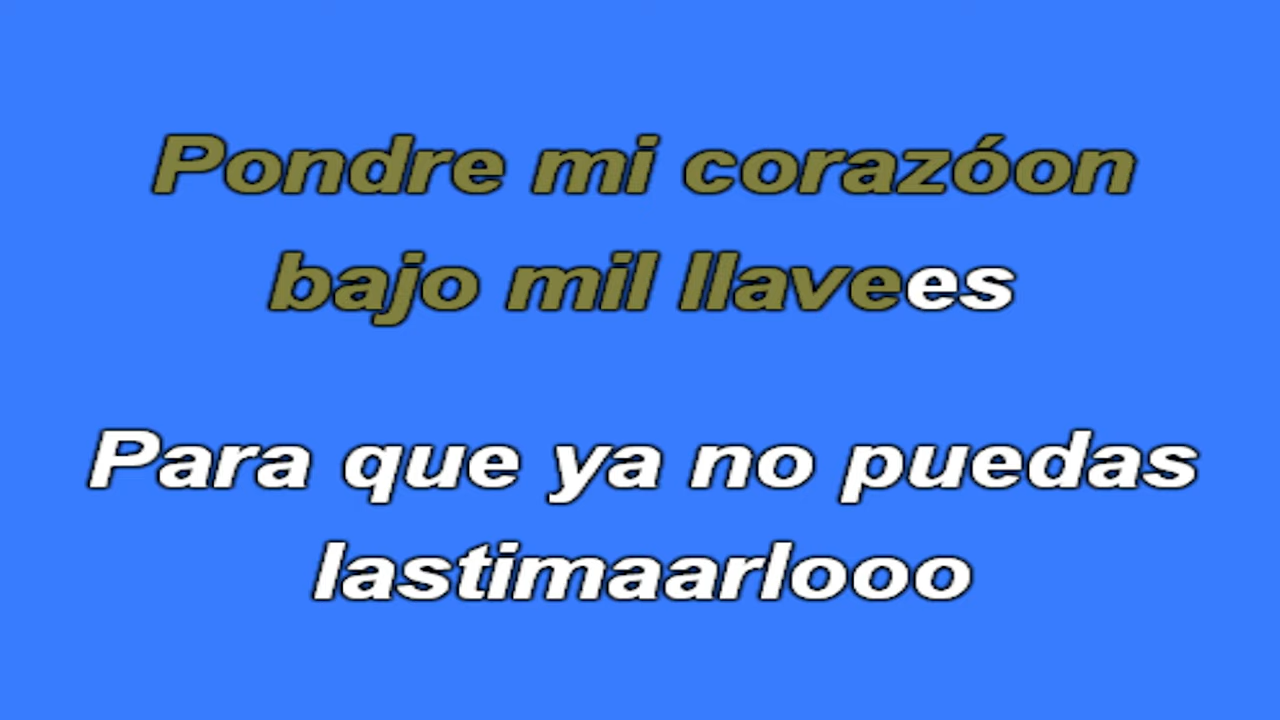 Pondre mi corazóon
bajo mil llavees
Para que ya no puedas
lastimaarlooo